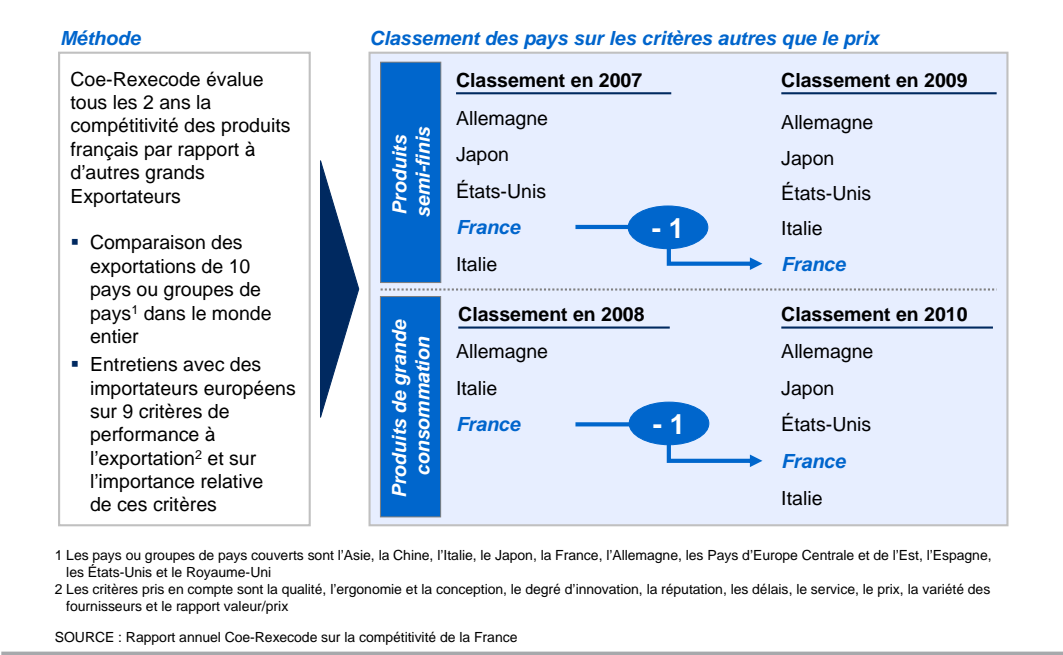 Méthode
Coe-Rexecode évalue
tous les 2 ans la
compétitivité des produits
français par rapport à
d'autres grands
Exportateurs
▪ Comparaison des
exportations de 10
pays ou groupes de
pays¹ dans le monde
entier
▪ Entretiens avec des
importateurs européens
sur 9 critères de
performance à
l'exportation² et sur
l'importance relative
de ces critères
Classement des pays sur les critères autres que le prix
Produits
semi-finis
Classement en 2007
Allemagne
Japon
États-Unis
France
Italie
- 1
Classement en 2009
Allemagne
Japon
États-Unis
Italie
France
Produits de grande
consommation
Classement en 2008
Allemagne
Italie
France
- 1
Classement en 2010
Allemagne
Japon
États-Unis
France
Italie
1 Les pays ou groupes de pays couverts sont l'Asie, la Chine, l'Italie, le Japon, la France, l'Allemagne, les Pays d'Europe Centrale et de l'Est, l'Espagne,
les États-Unis et le Royaume-Uni
2 Les critères pris en compte sont la qualité, l'ergonomie et la conception, le degré d'innovation, la réputation, les délais, le service, le prix, la variété des
fournisseurs et le rapport valeur/prix
SOURCE : Rapport annuel Coe-Rexecode sur la compétitivité de la France